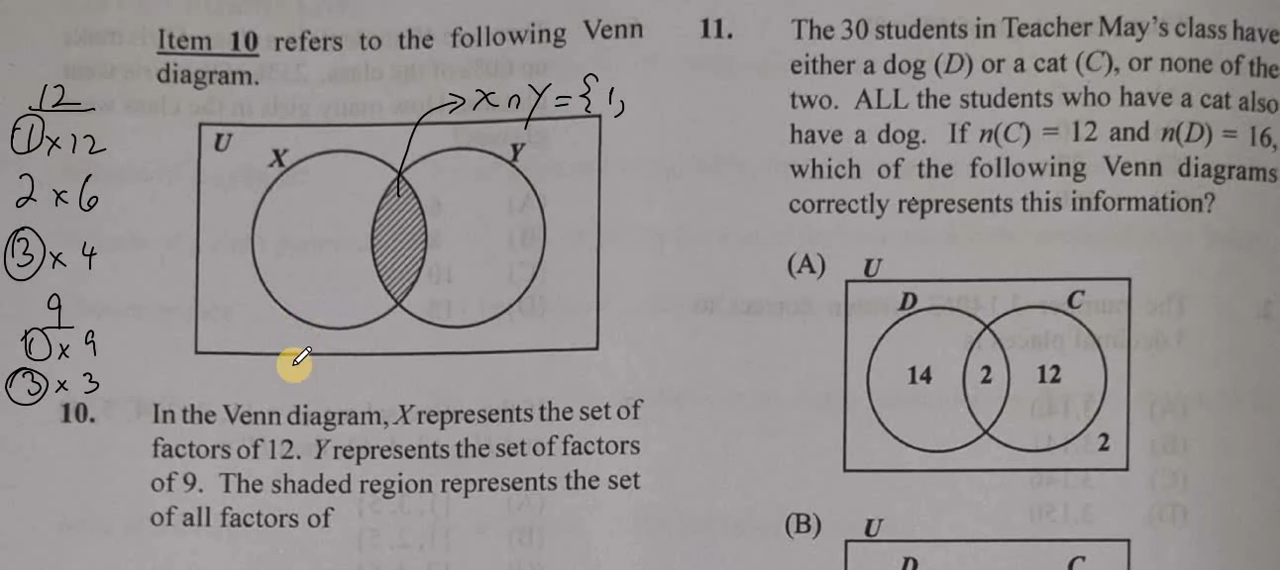 12
1 x 12
2 x 6
3 x 4
9
1 x 9
3 x 3
Item 10 refers to the following Venn
diagram.
→ X ∩ Y = { 1,
U
X
Y
10. In the Venn diagram, X represents the set of
factors of 12. Y represents the set of factors
of 9. The shaded region represents the set
of all factors of
11. The 30 students in Teacher May's class have
either a dog (D) or a cat (C), or none of the
two. ALL the students who have a cat also
have a dog. If n(C) = 12 and n(D) = 16,
which of the following Venn diagrams
correctly represents this information?
(A) U
D C
14 2 12
2
(B) U
D C